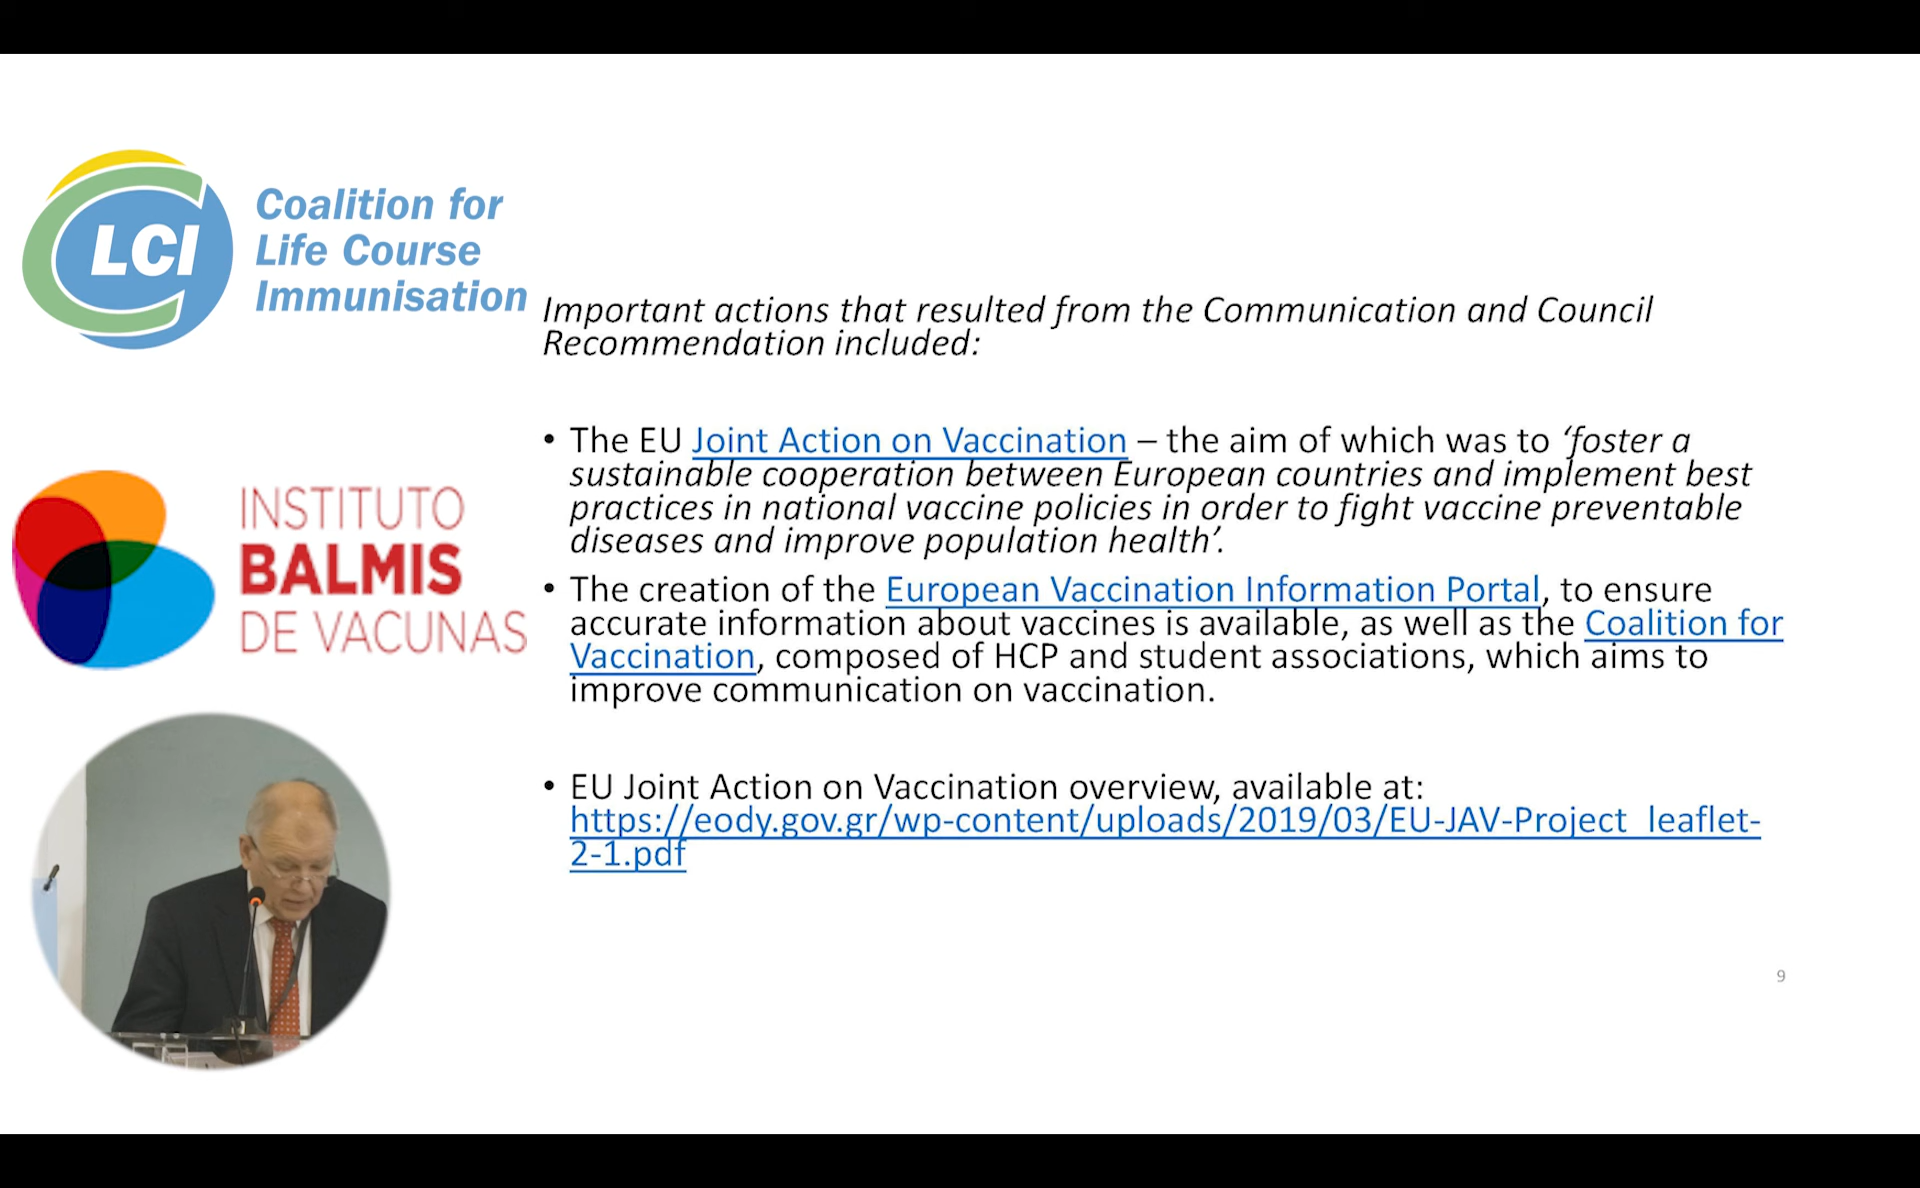 LCI
Coalition for
Life Course
Immunisation
INSTITUTO
BALMIS
DE VACUNAS
Important actions that resulted from the Communication and Council
Recommendation included:
• The EU Joint Action on Vaccination – the aim of which was to ‘foster a
sustainable cooperation between European countries and implement best
practices in national vaccine policies in order to fight vaccine preventable
diseases and improve population health’.
• The creation of the European Vaccination Information Portal, to ensure
accurate information about vaccines is available, as well as the Coalition for
Vaccination, composed of HCP and student associations, which aims to
improve communication on vaccination.
• EU Joint Action on Vaccination overview, available at:
https://eody.gov.gr/wp-content/uploads/2019/03/EU-JAV-Project_leaflet-
2-1.pdf
9